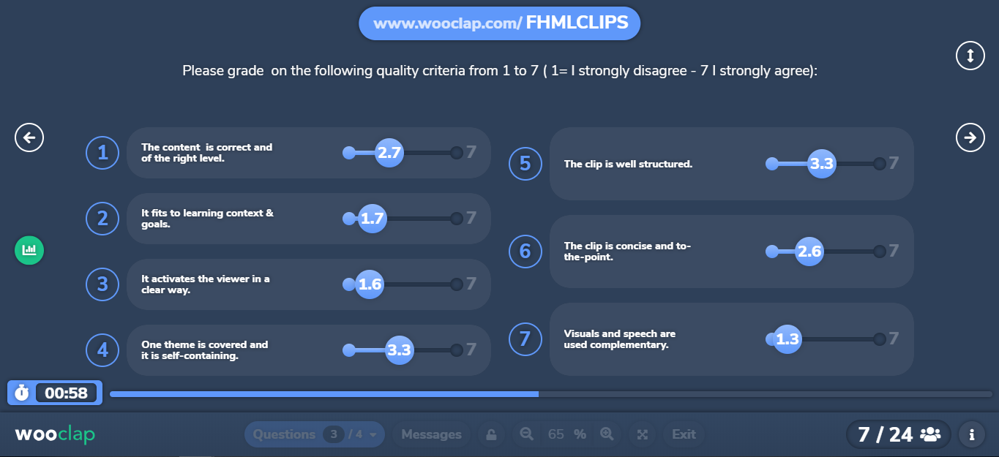 www.wooclap.com/ FHMLCLIPS
Please grade on the following quality criteria from 1 to 7 ( 1= I strongly disagree - 7 I strongly agree):
1
The content is correct and
of the right level.
2.7
7
2
It fits to learning context &
goals.
1.7
7
3
It activates the viewer in a
clear way.
1.6
7
4
One theme is covered and
it is self-containing.
3.3
7
5
The clip is well structured.
3.3
7
6
The clip is concise and to-
the-point.
2.6
7
7
Visuals and speech are
used complementary.
1.3
7
00:58
wooclap
Questions 3 / 4
Messages
65 %
Exit
7 / 24
i